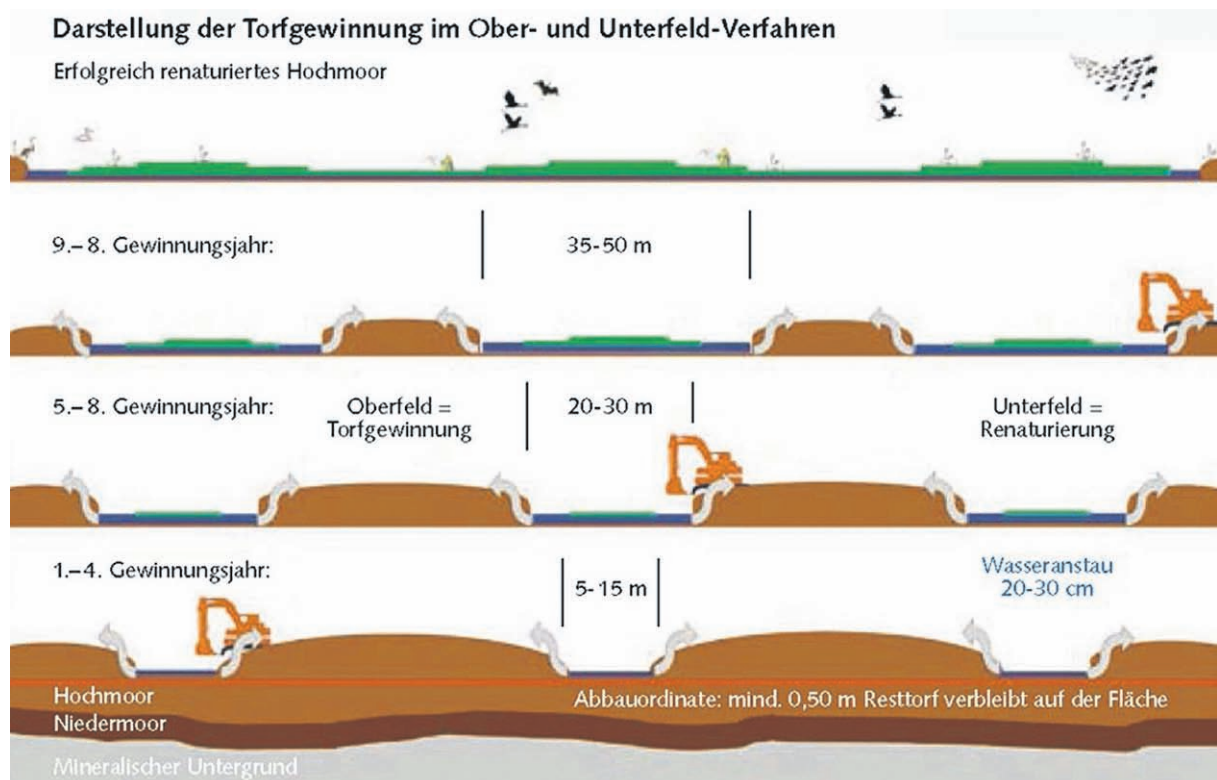 Darstellung der Torfgewinnung im Ober- und Unterfeld-Verfahren
Erfolgreich renaturiertes Hochmoor
9.–8. Gewinnungsjahr:
35-50 m
5.–8. Gewinnungsjahr:
Oberfeld =
Torfgewinnung
20-30 m
Unterfeld =
Renaturierung
1.–4. Gewinnungsjahr:
5-15 m
Wasseranstau
20-30 cm
Hochmoor
Abbauordinate: mind. 0,50 m Resttorf verbleibt auf der Fläche
Niedermoor
Mineralischer Untergrund